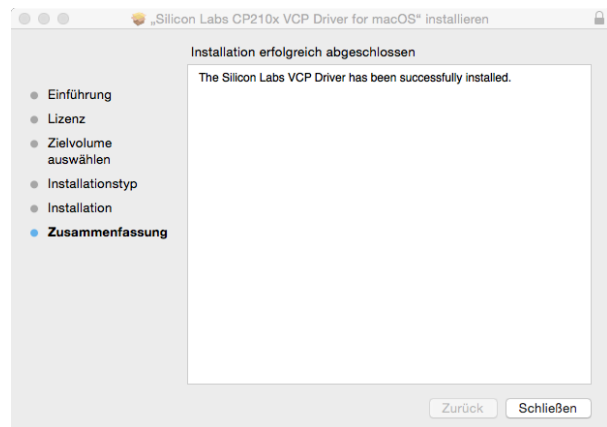 „Silicon Labs CP210x VCP Driver for macOS“ installieren
Installation erfolgreich abgeschlossen
The Silicon Labs VCP Driver has been successfully installed.
Einführung
Lizenz
Zielvolume
auswählen
Installationstyp
Installation
Zusammenfassung
Zurück
Schließen